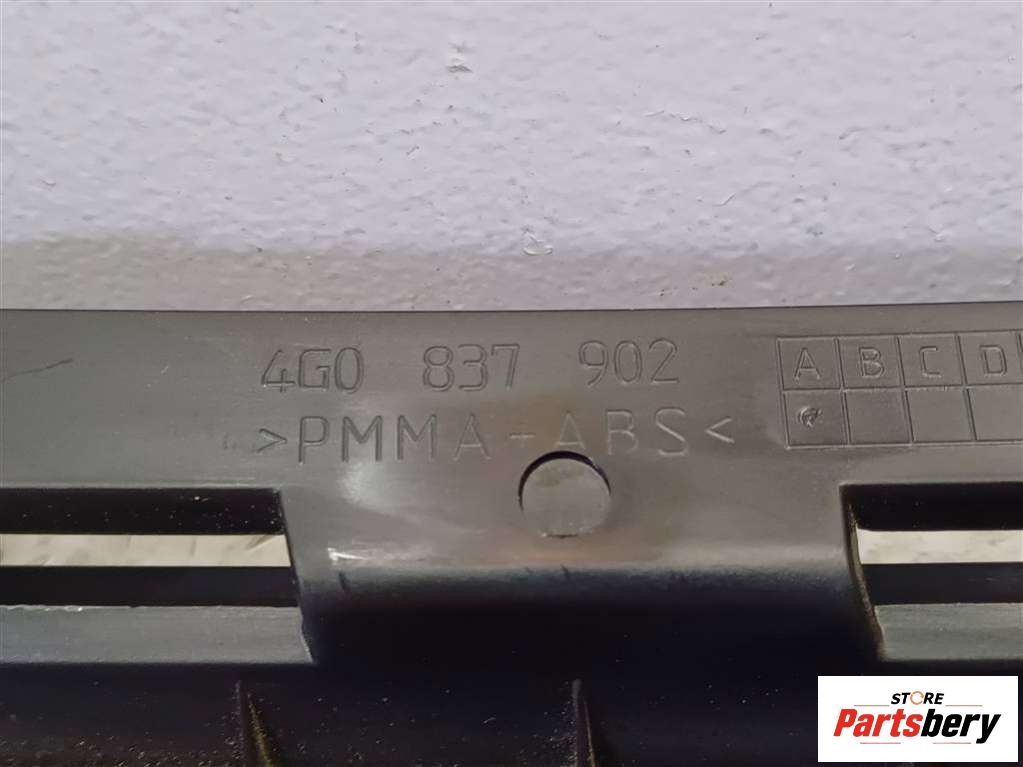 4G0 837 902
>PMMA-ABS<
A B C D
STORE
Partsbery